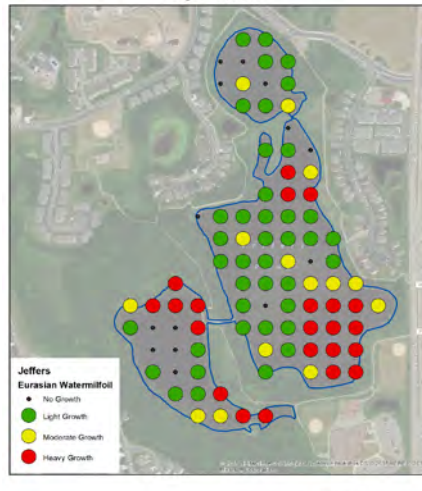 Jeffers
Eurasian Watermilfoil
No Growth
Light Growth
Moderate Growth
Heavy Growth